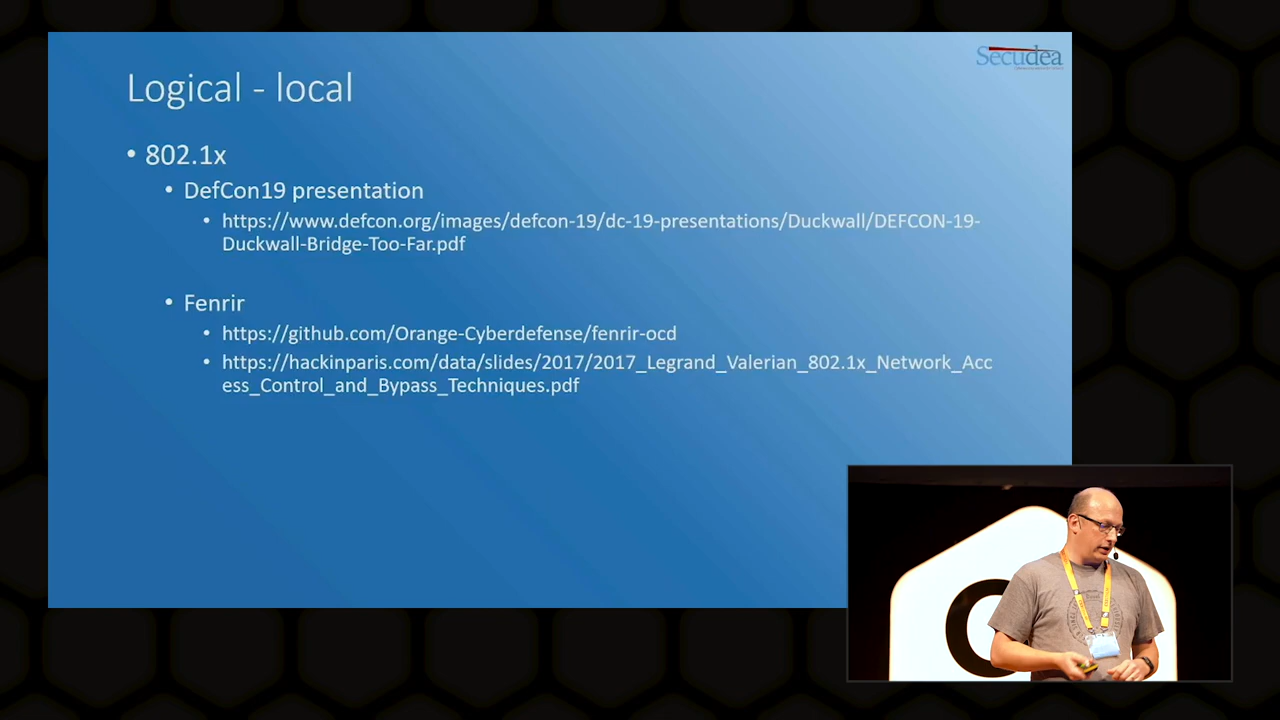 Secudea
Logical - local
• 802.1x
• DefCon19 presentation
• https://www.defcon.org/images/defcon-19/dc-19-presentations/Duckwall/DEFCON-19-
Duckwall-Bridge-Too-Far.pdf
• Fenrir
• https://github.com/Orange-Cyberdefense/fenrir-ocd
• https://hackinparis.com/data/slides/2017/2017_Legrand_Valerian_802.1x_Network_Acc
ess_Control_and_Bypass_Techniques.pdf